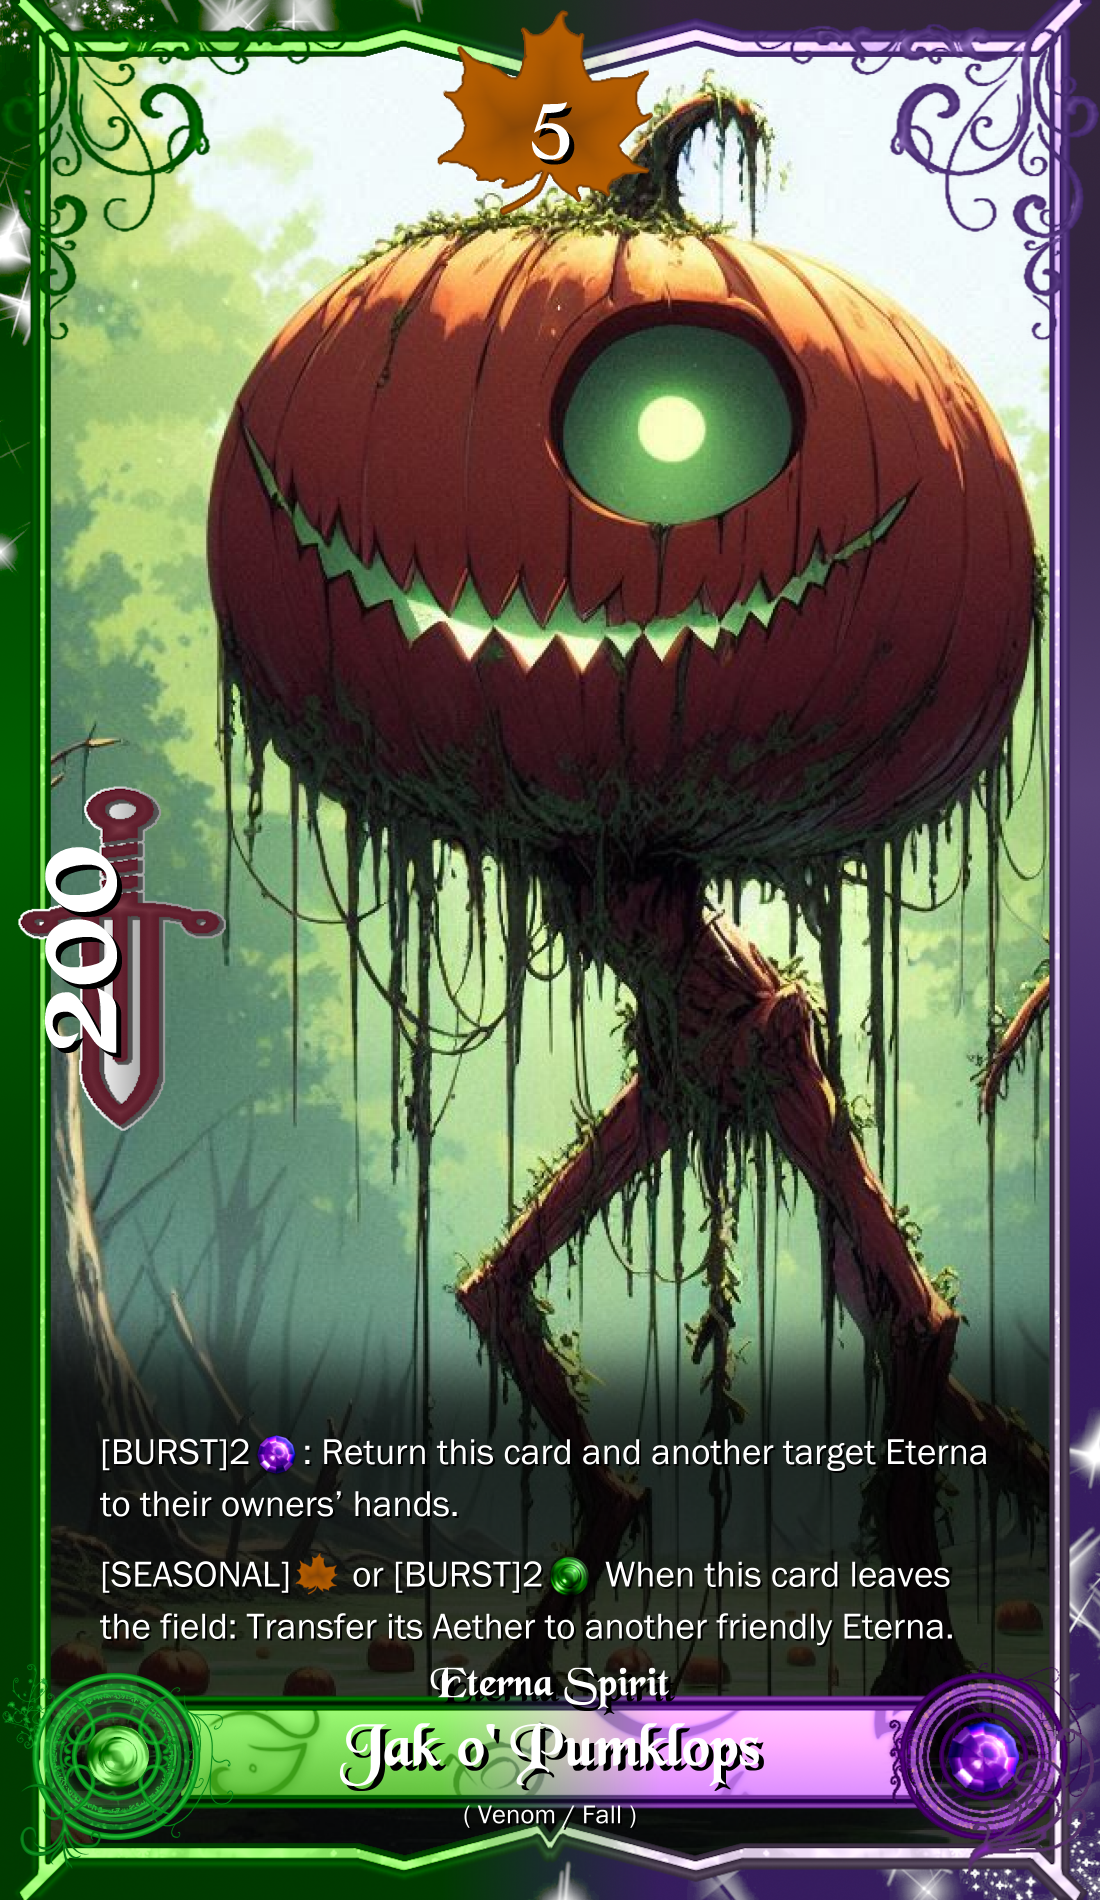 5
200
[BURST]2 : Return this card and another target Eterna
to their owners’ hands.
[SEASONAL] or [BURST]2 When this card leaves
the field: Transfer its Aether to another friendly Eterna.
Eterna Spirit
Jak o' Pumklops
( Venom / Fall )